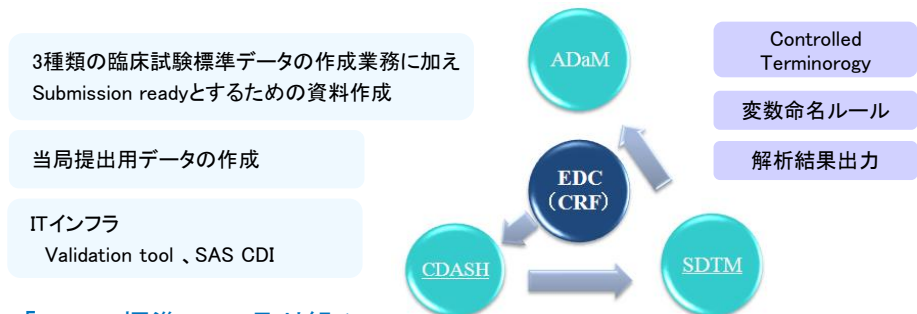 3種類の臨床試験標準データの作成業務に加え
Submission readyとするための資料作成
当局提出用データの作成
ITインフラ
Validation tool 、SAS CDI
ADaM
EDC
（CRF）
CDASH
SDTM
Controlled
Terminorogy
変数命名ルール
解析結果出力